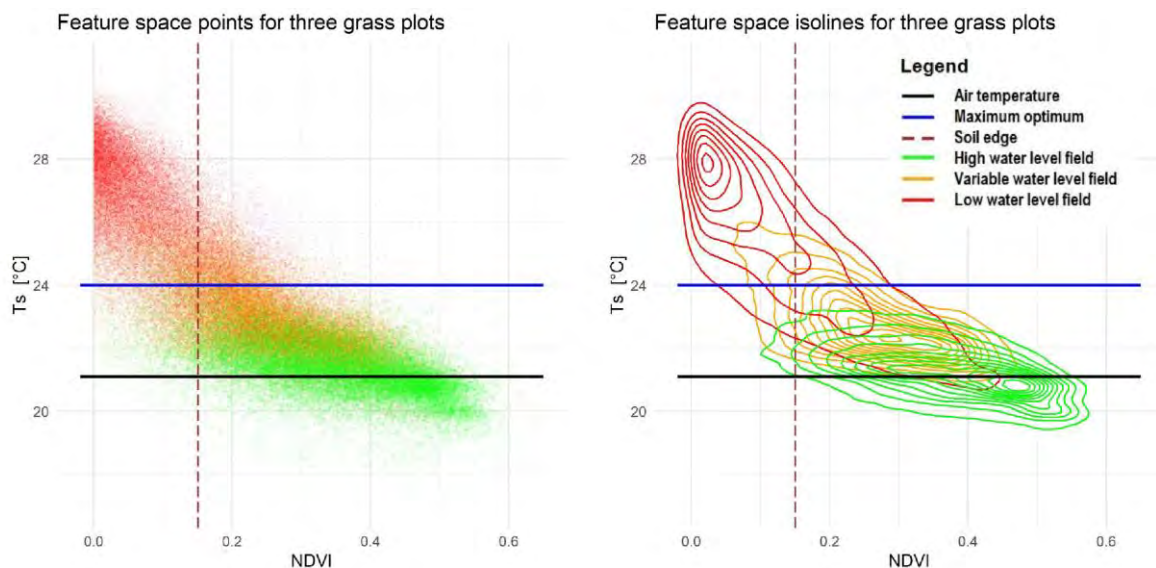 Feature space points for three grass plots
28
24
20
Ts [°C]
0.0
0.2
0.4
0.6
NDVI
Feature space isolines for three grass plots
Legend
Air temperature
Maximum optimum
Soil edge
High water level field
Variable water level field
Low water level field
28
24
20
Ts [°C]
0.0
0.2
0.4
0.6
NDVI